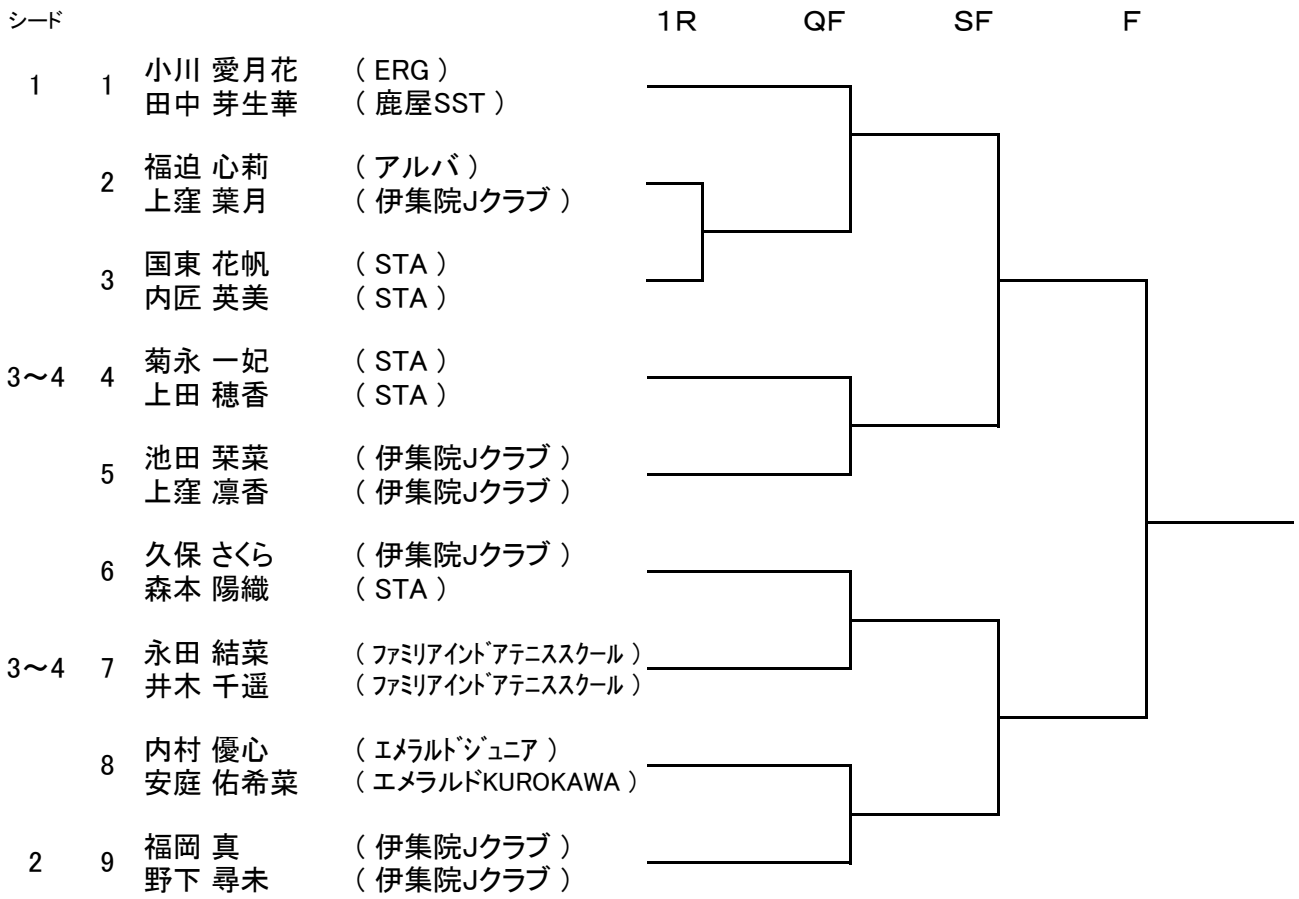 シード 1R QF SF F
小川 愛月花 ( ERG )
1 1
田中 芽生華 ( 鹿屋SST )
福迫 心莉 ( アルバ )
2
上窪 葉月 ( 伊集院Jクラブ )
国東 花帆 ( STA )
3
内匠 英美 ( STA )
菊永 一妃 ( STA )
3～4 4
上田 穂香 ( STA )
池田 栞菜 ( 伊集院Jクラブ )
5
上窪 凛香 ( 伊集院Jクラブ )
久保 さくら ( 伊集院Jクラブ )
6
森本 陽織 ( STA )
永田 結菜 ( ファミリアインドアテニススクール )
3～4 7
井木 千遥 ( ファミリアインドアテニススクール )
内村 優心 ( エメラルドジュニア )
8
安庭 佑希菜 ( エメラルドKUROKAWA )
福岡 真 ( 伊集院Jクラブ )
2 9
野下 尋未 ( 伊集院Jクラブ )